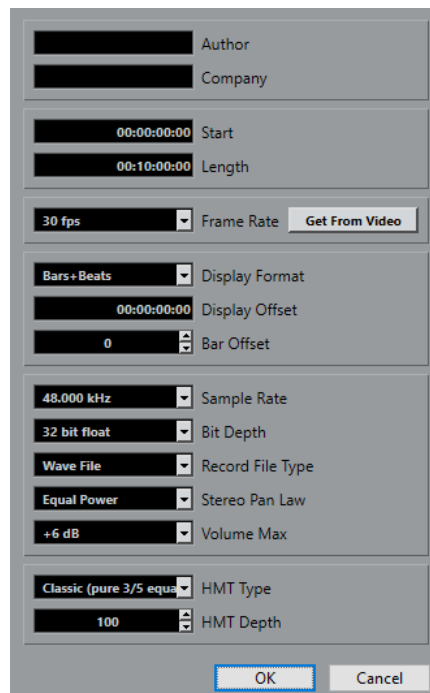 Author
Company
00:00:00:00 Start
00:10:00:00 Length
30 fps Frame Rate Get From Video
Bars+Beats Display Format
00:00:00:00 Display Offset
0 Bar Offset
48.000 kHz Sample Rate
32 bit float Bit Depth
Wave File Record File Type
Equal Power Stereo Pan Law
+6 dB Volume Max
Classic (pure 3/5 equa HMT Type
100 HMT Depth
OK Cancel